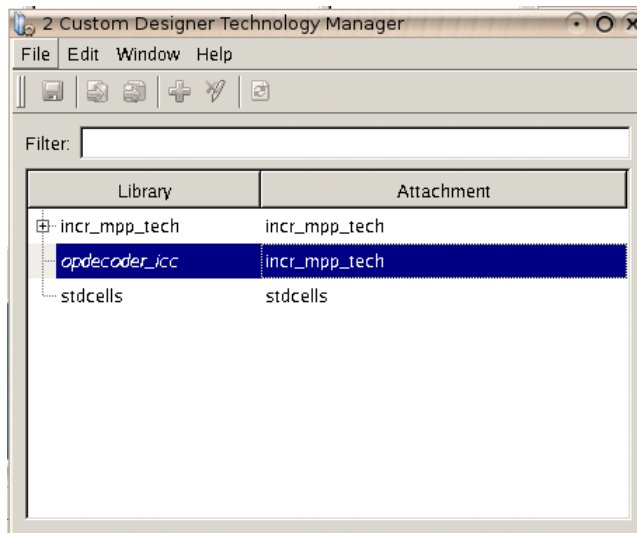 2 Custom Designer Technology Manager
File Edit Window Help
Filter:
Library Attachment
incr_mpp_tech incr_mpp_tech
opdecoder_icc incr_mpp_tech
stdcells stdcells